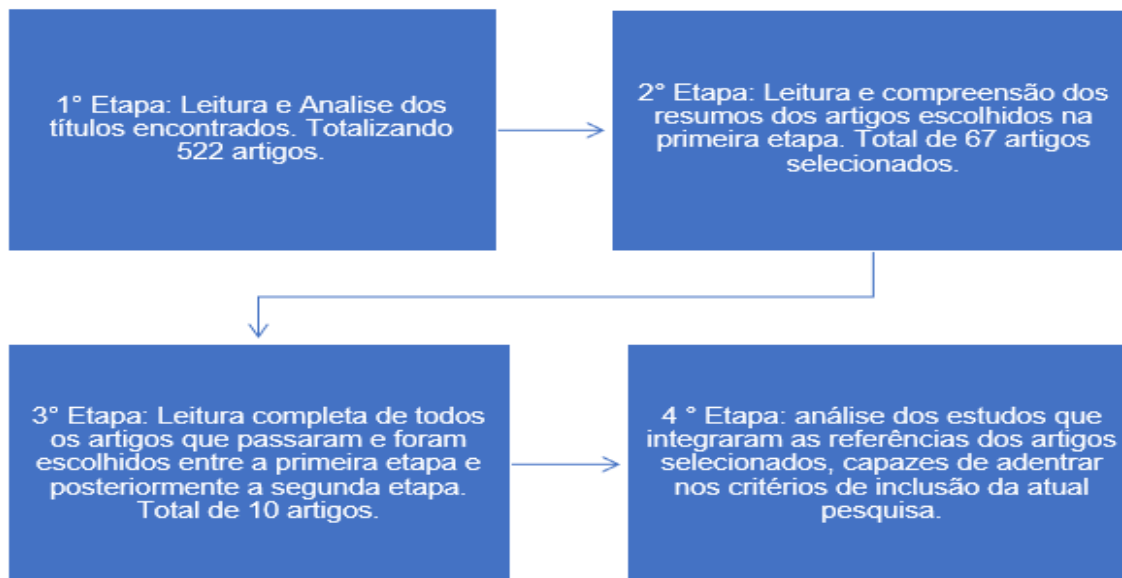 1° Etapa: Leitura e Analise dos
títulos encontrados. Totalizando
522 artigos.
2° Etapa: Leitura e compreensão dos
resumos dos artigos escolhidos na
primeira etapa. Total de 67 artigos
selecionados.
3° Etapa: Leitura completa de todos
os artigos que passaram e foram
escolhidos entre a primeira etapa e
posteriormente a segunda etapa.
Total de 10 artigos.
4 ° Etapa: análise dos estudos que
integraram as referências dos artigos
selecionados, capazes de adentrar
nos critérios de inclusão da atual
pesquisa.